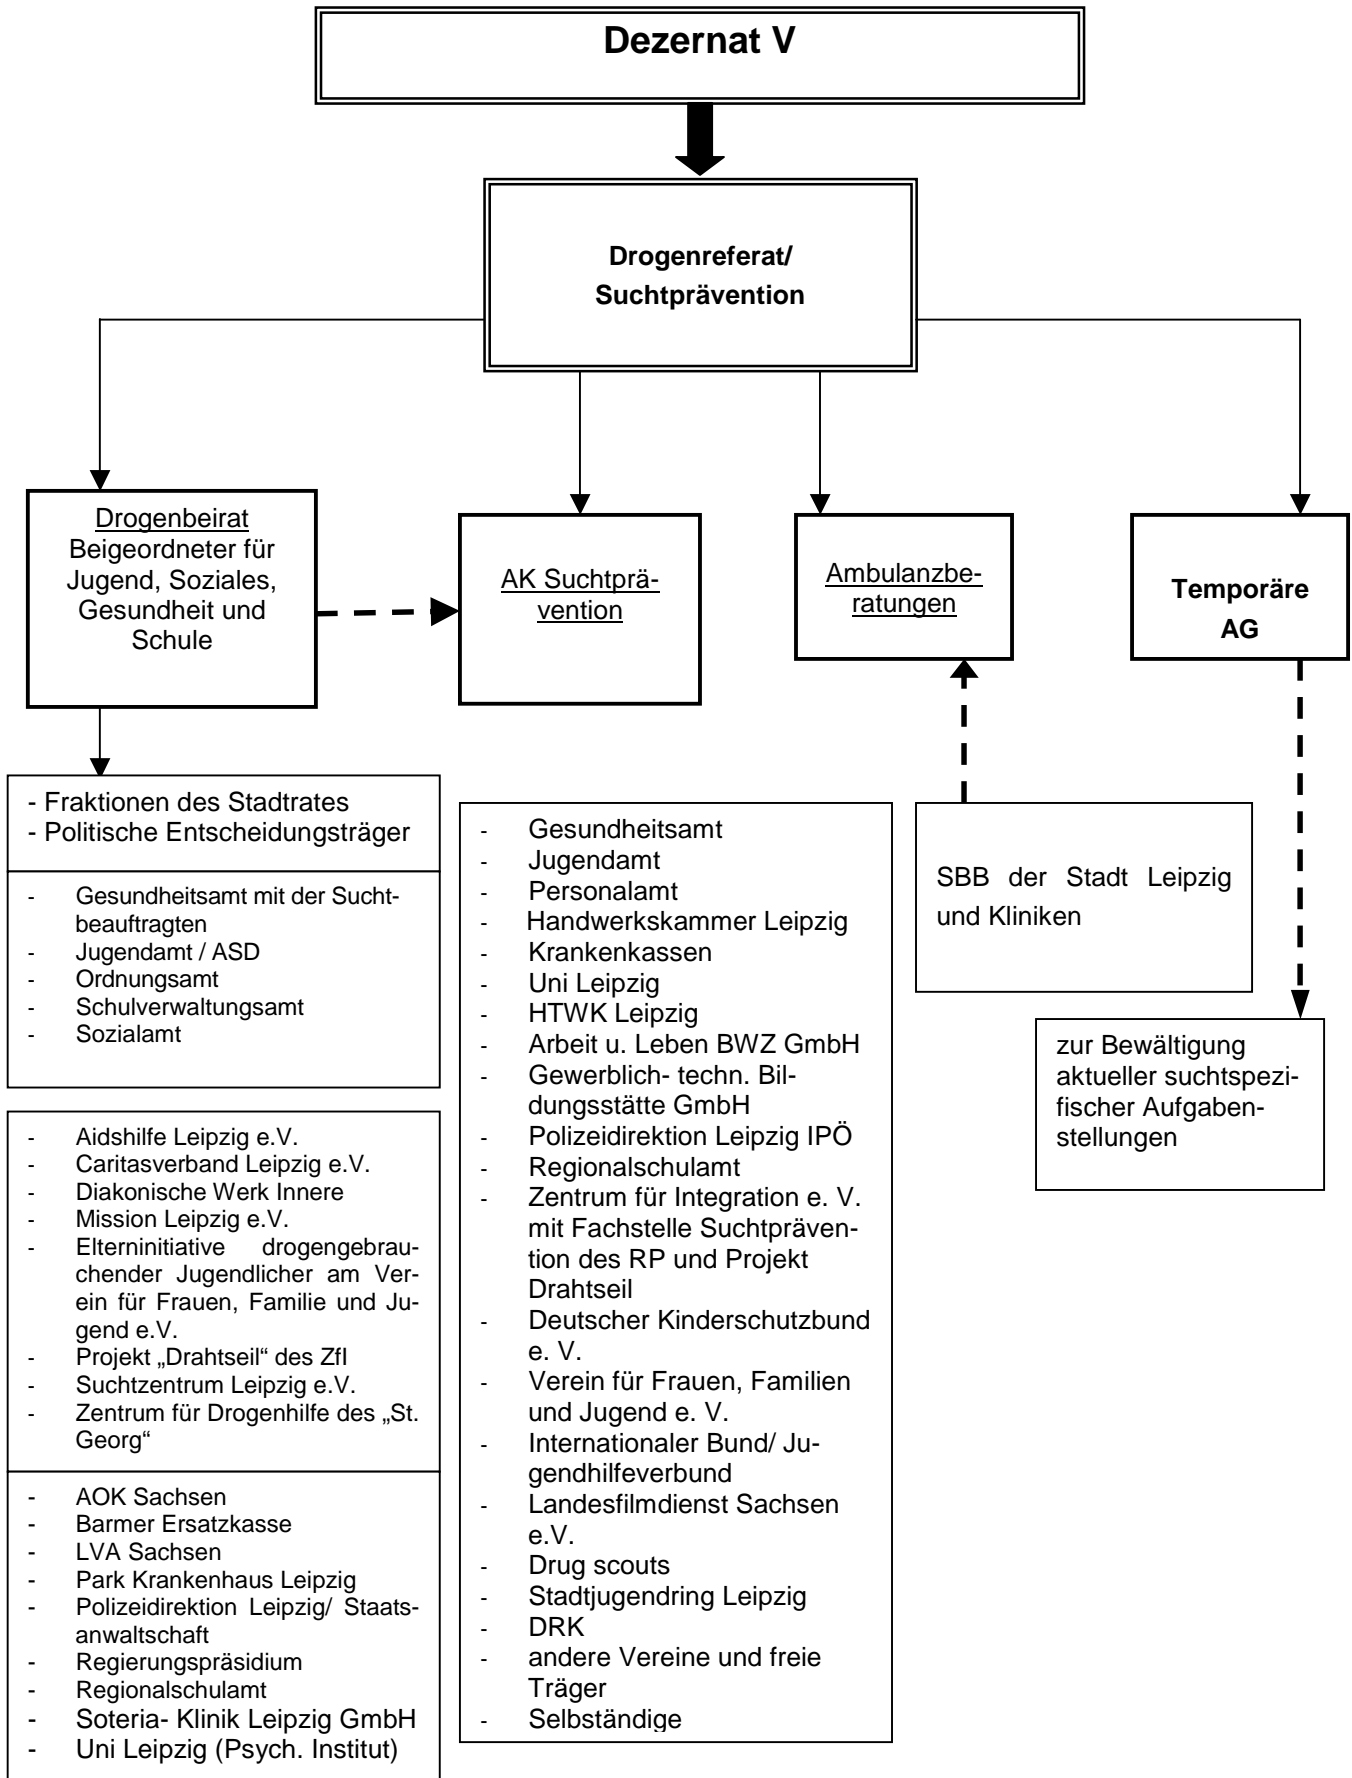 Dezernat V
Drogenreferat/
Suchtprävention
Drogenbeirat
Beigeordneter für
Jugend, Soziales,
Gesundheit und
Schule
AK Suchtprä-
vention
Ambulanzbe-
ratungen
Temporäre
AG
- Fraktionen des Stadtrates
- Politische Entscheidungsträger
- Gesundheitsamt mit der Sucht-
beauftragten
- Jugendamt / ASD
- Ordnungsamt
- Schulverwaltungsamt
- Sozialamt
- Aidshilfe Leipzig e.V.
- Caritasverband Leipzig e.V.
- Diakonische Werk Innere
- Mission Leipzig e.V.
- Elterninitiative drogengebrau-
chender Jugendlicher am Ver-
ein für Frauen, Familie und Ju-
gend e.V.
- Projekt „Drahtseil“ des ZfI
- Suchtzentrum Leipzig e.V.
- Zentrum für Drogenhilfe des „St.
Georg“
- AOK Sachsen
- Barmer Ersatzkasse
- LVA Sachsen
- Park Krankenhaus Leipzig
- Polizeidirektion Leipzig/ Staats-
anwaltschaft
- Regierungspräsidium
- Regionalschulamt
- Soteria- Klinik Leipzig GmbH
- Uni Leipzig (Psych. Institut)
- Gesundheitsamt
- Jugendamt
- Personalamt
- Handwerkskammer Leipzig
- Krankenkassen
- Uni Leipzig
- HTWK Leipzig
- Arbeit u. Leben BWZ GmbH
- Gewerblich- techn. Bil-
dungsstätte GmbH
- Polizeidirektion Leipzig IPÖ
- Regionalschulamt
- Zentrum für Integration e. V.
mit Fachstelle Suchtpräven-
tion des RP und Projekt
Drahtseil
- Deutscher Kinderschutzbund
e. V.
- Verein für Frauen, Familien
und Jugend e. V.
- Internationaler Bund/ Ju-
gendhilfeverbund
- Landesfilmdienst Sachsen
e.V.
- Drug scouts
- Stadtjugendring Leipzig
- DRK
- andere Vereine und freie
Träger
- Selbständige
SBB der Stadt Leipzig
und Kliniken
zur Bewältigung
aktueller suchtspezi-
fischer Aufgaben-
stellungen